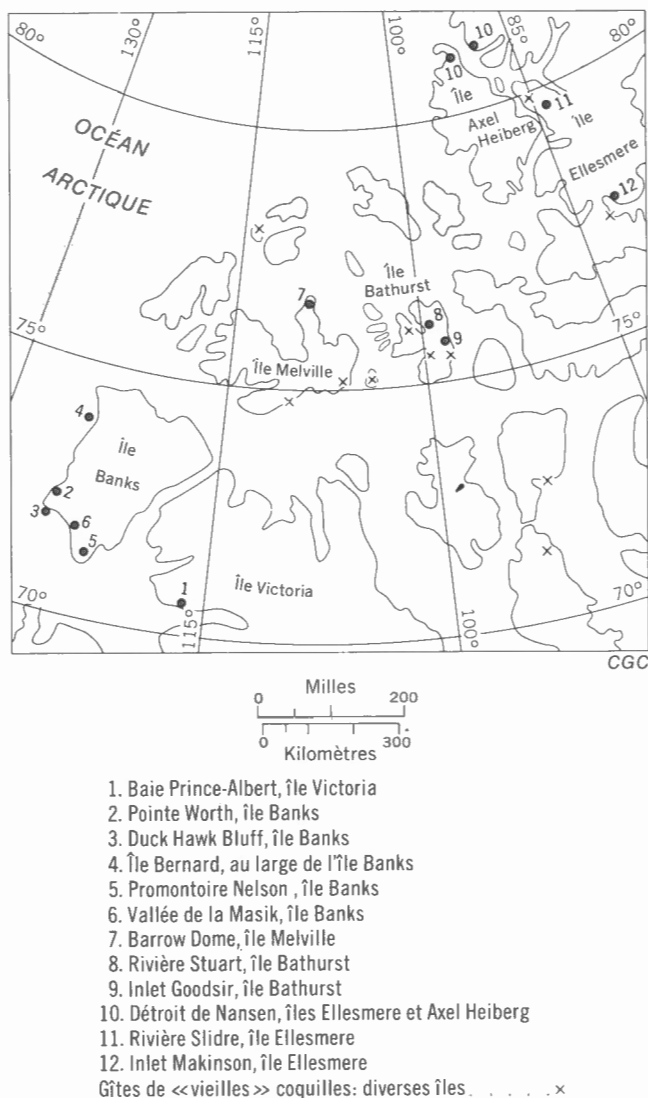 80°
130°
115°
100°
85°
80°
10
10
Île
Axel
Heiberg
11
Île
Ellesmere
12
OCÉAN
ARCTIQUE
7
Île
Bathurst
8
9
75°
75°
Île Melville
4
Île
Banks
2
3
6
5
1
Île Victoria
70°
115°
100°
70°
CGC
Milles
0 200
0 300
Kilomètres
1. Baie Prince-Albert, île Victoria
2. Pointe Worth, île Banks
3. Duck Hawk Bluff, île Banks
4. Île Bernard, au large de l'île Banks
5. Promontoire Nelson , île Banks
6. Vallée de la Masik, île Banks
7. Barrow Dome, île Melville
8. Rivière Stuart, île Bathurst
9. Inlet Goodsir, île Bathurst
10. Détroit de Nansen, îles Ellesmere et Axel Heiberg
11. Rivière Slidre, île Ellesmere
12. Inlet Makinson, île Ellesmere
Gîtes de «vieilles» coquilles: diverses îles . . . . . x